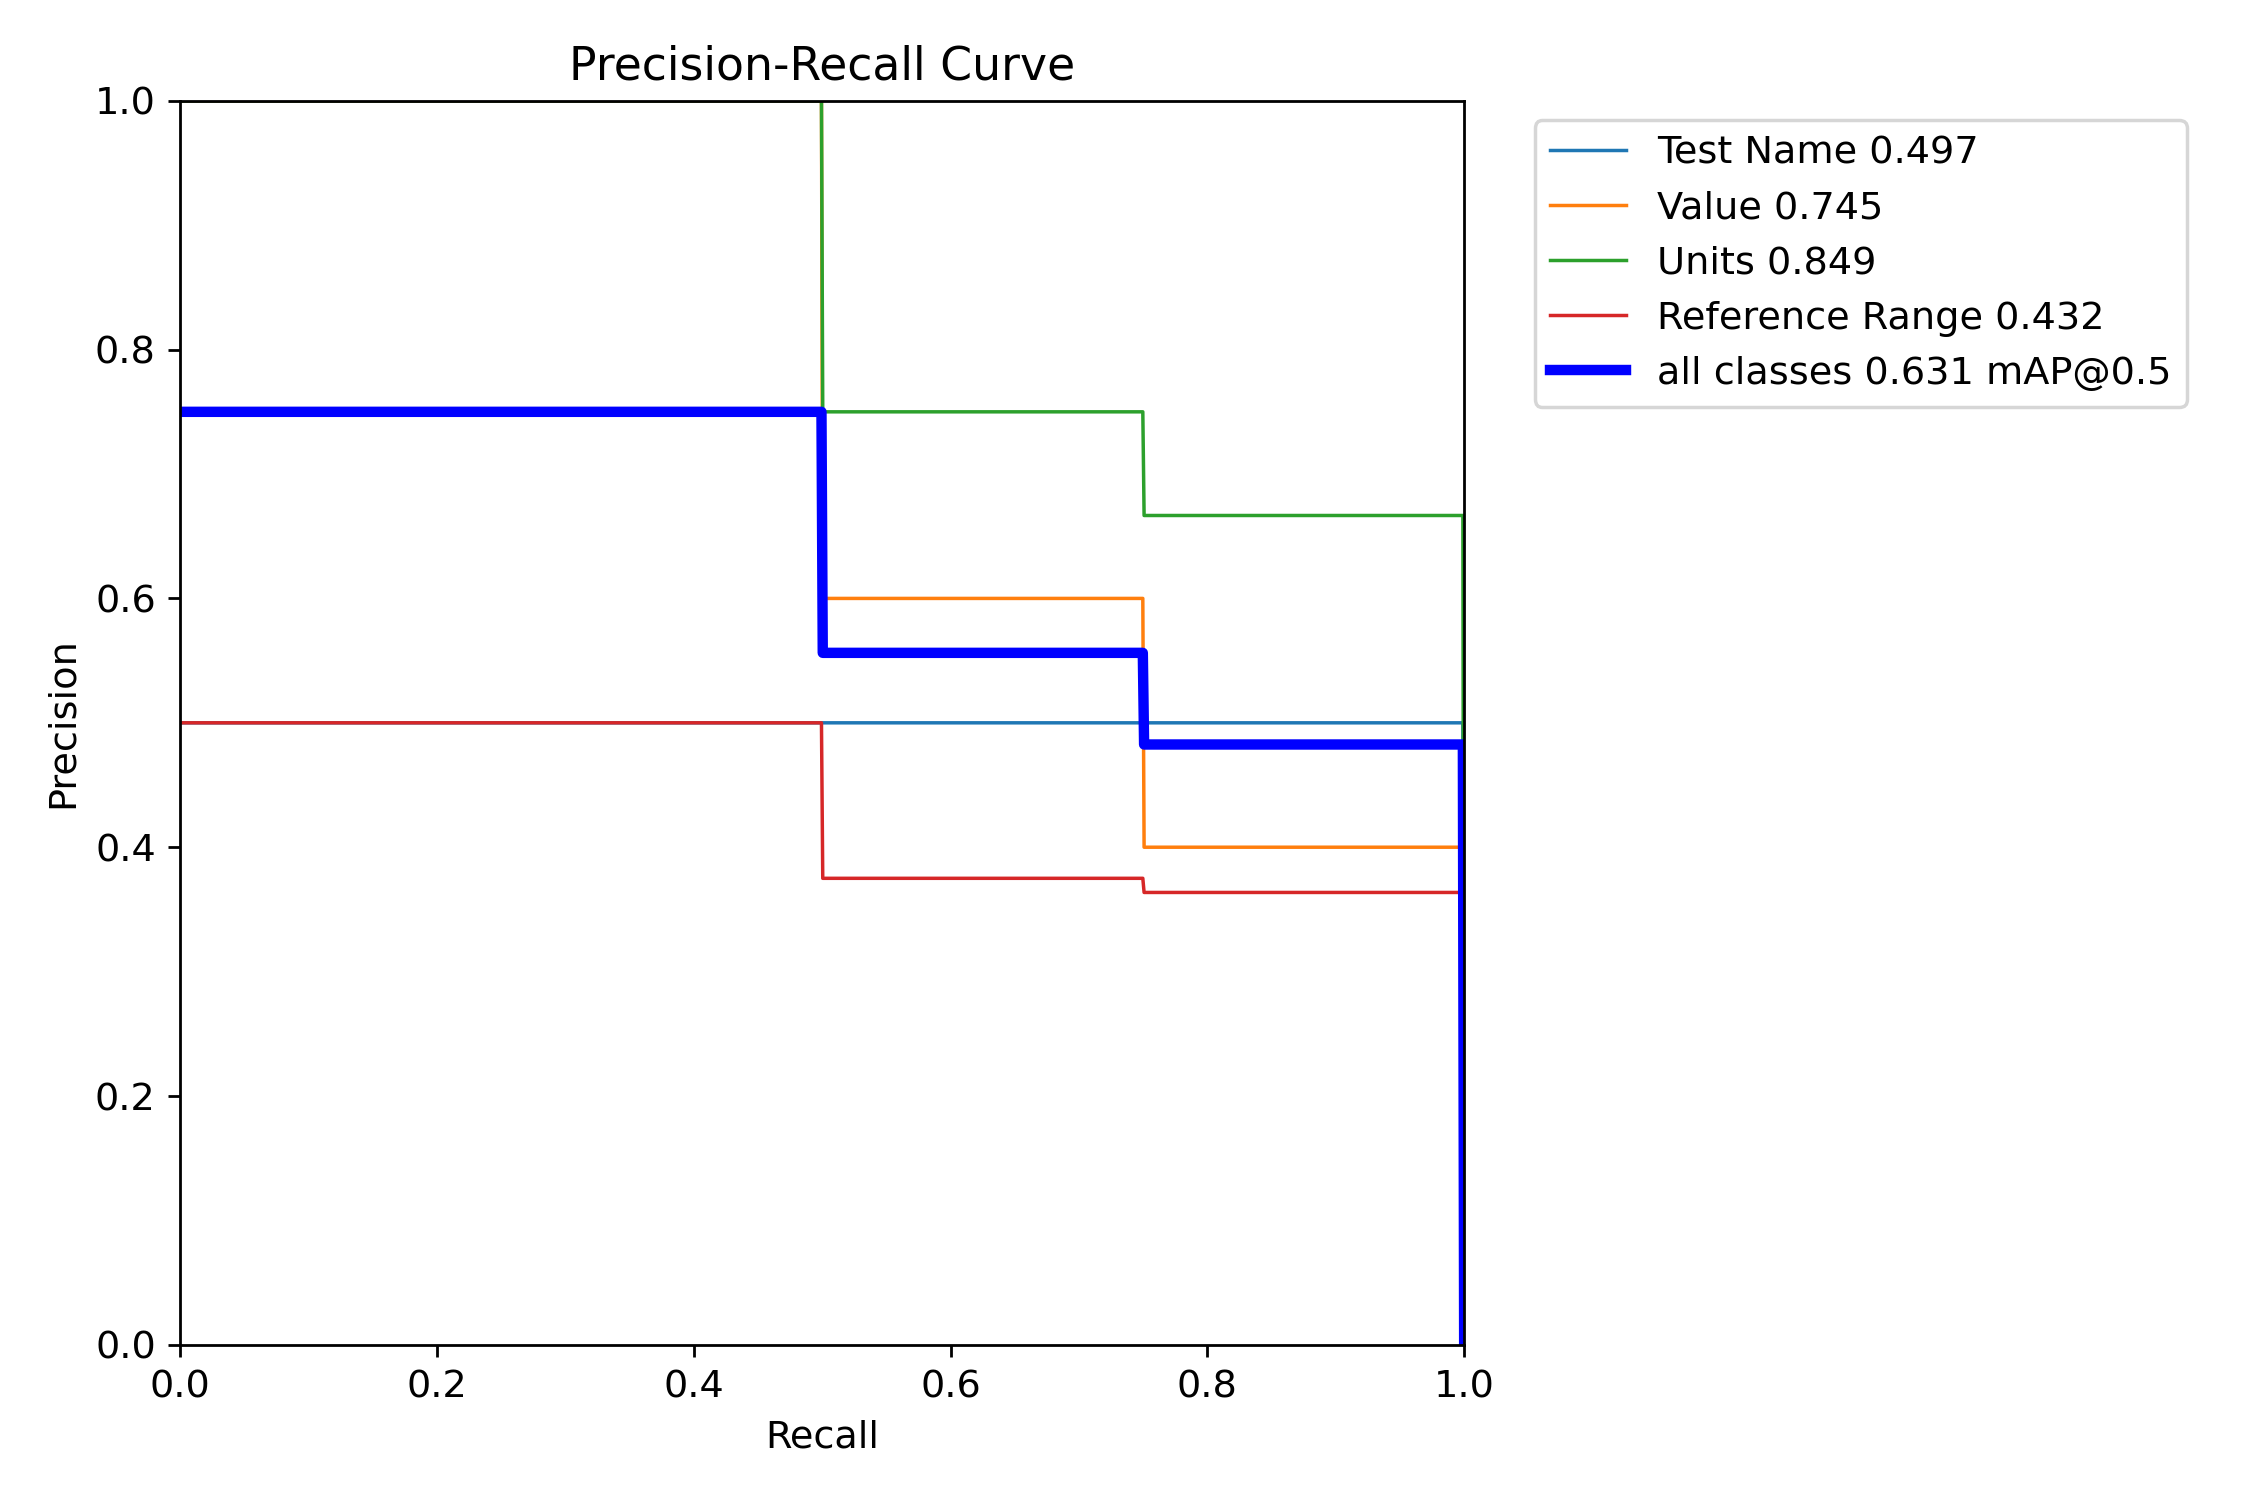 Precision-Recall Curve
1.0
0.8
0.6
0.4
0.2
0.0
Precision
0.0 0.2 0.4 0.6 0.8 1.0
Recall
Test Name 0.497
Value 0.745
Units 0.849
Reference Range 0.432
all classes 0.631 mAP@0.5